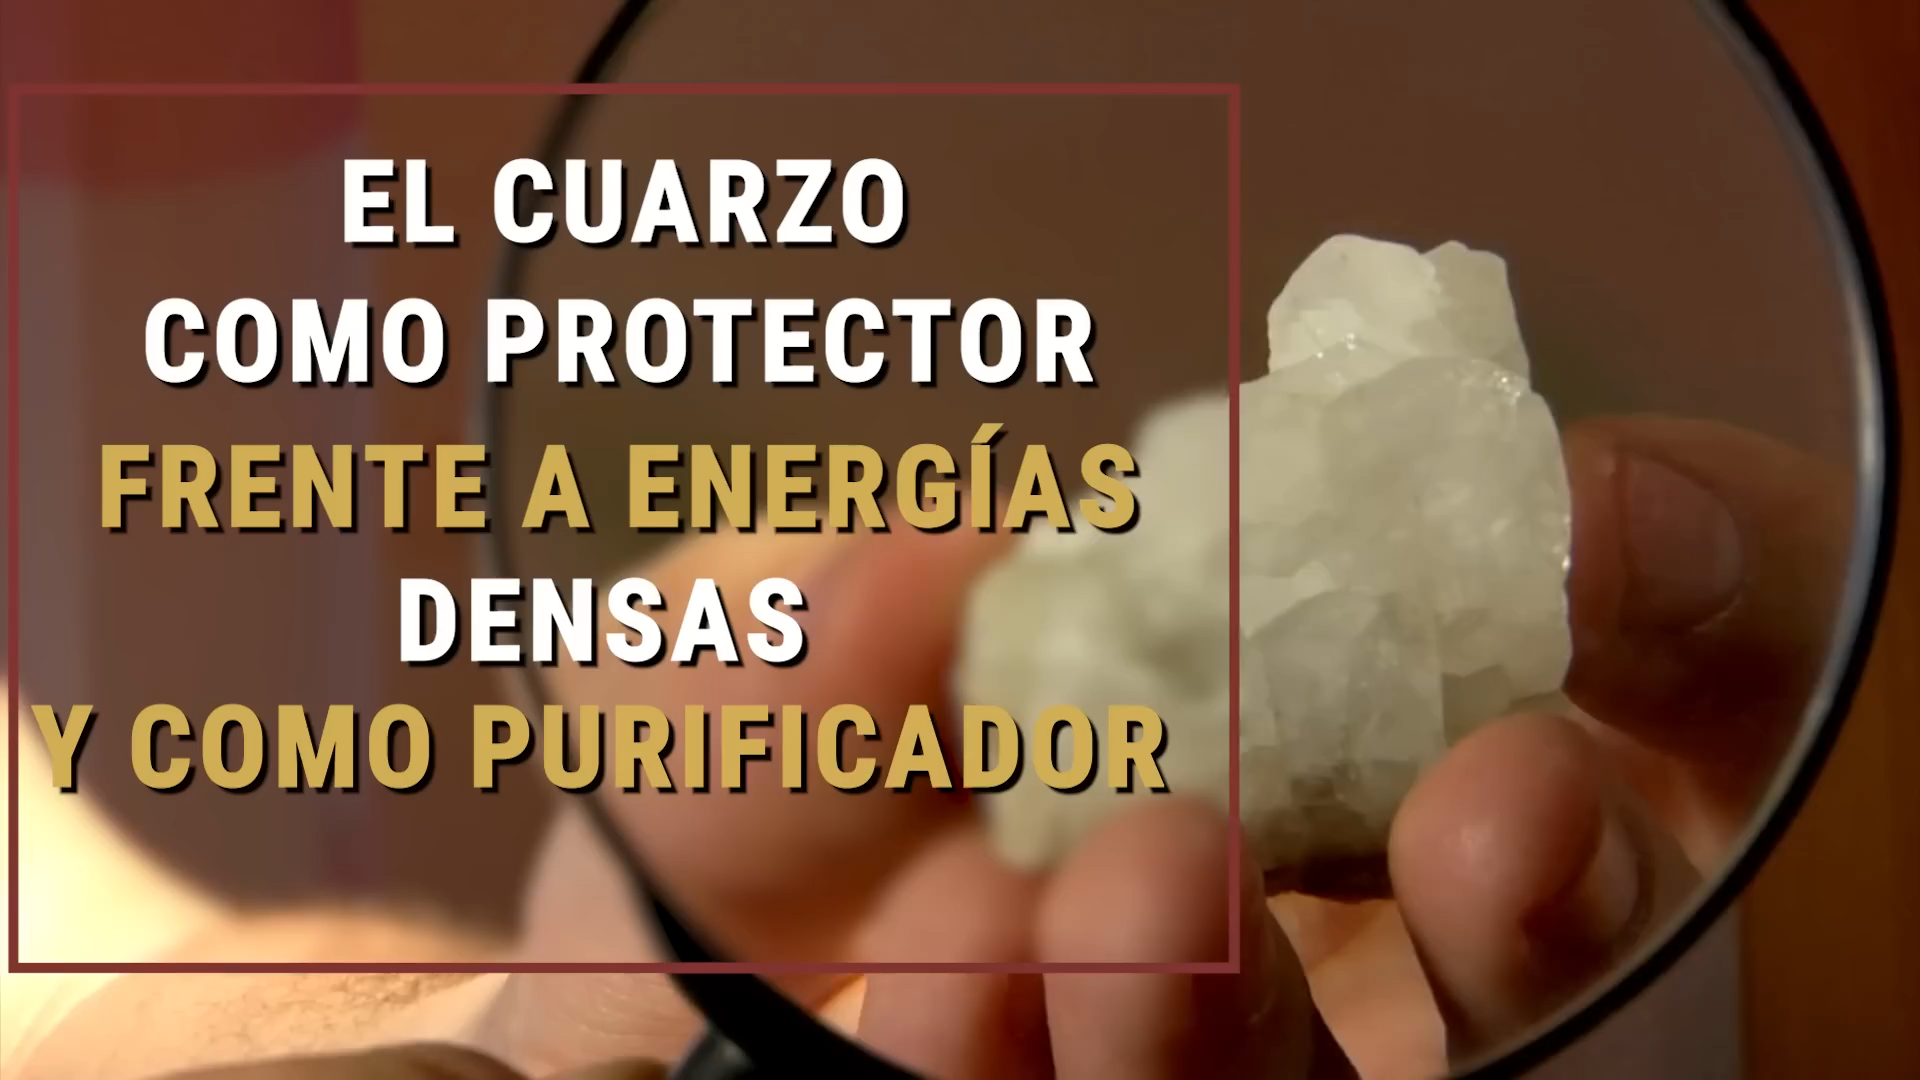 EL CUARZO
COMO PROTECTOR
FRENTE A ENERGÍAS
DENSAS
Y COMO PURIFICADOR